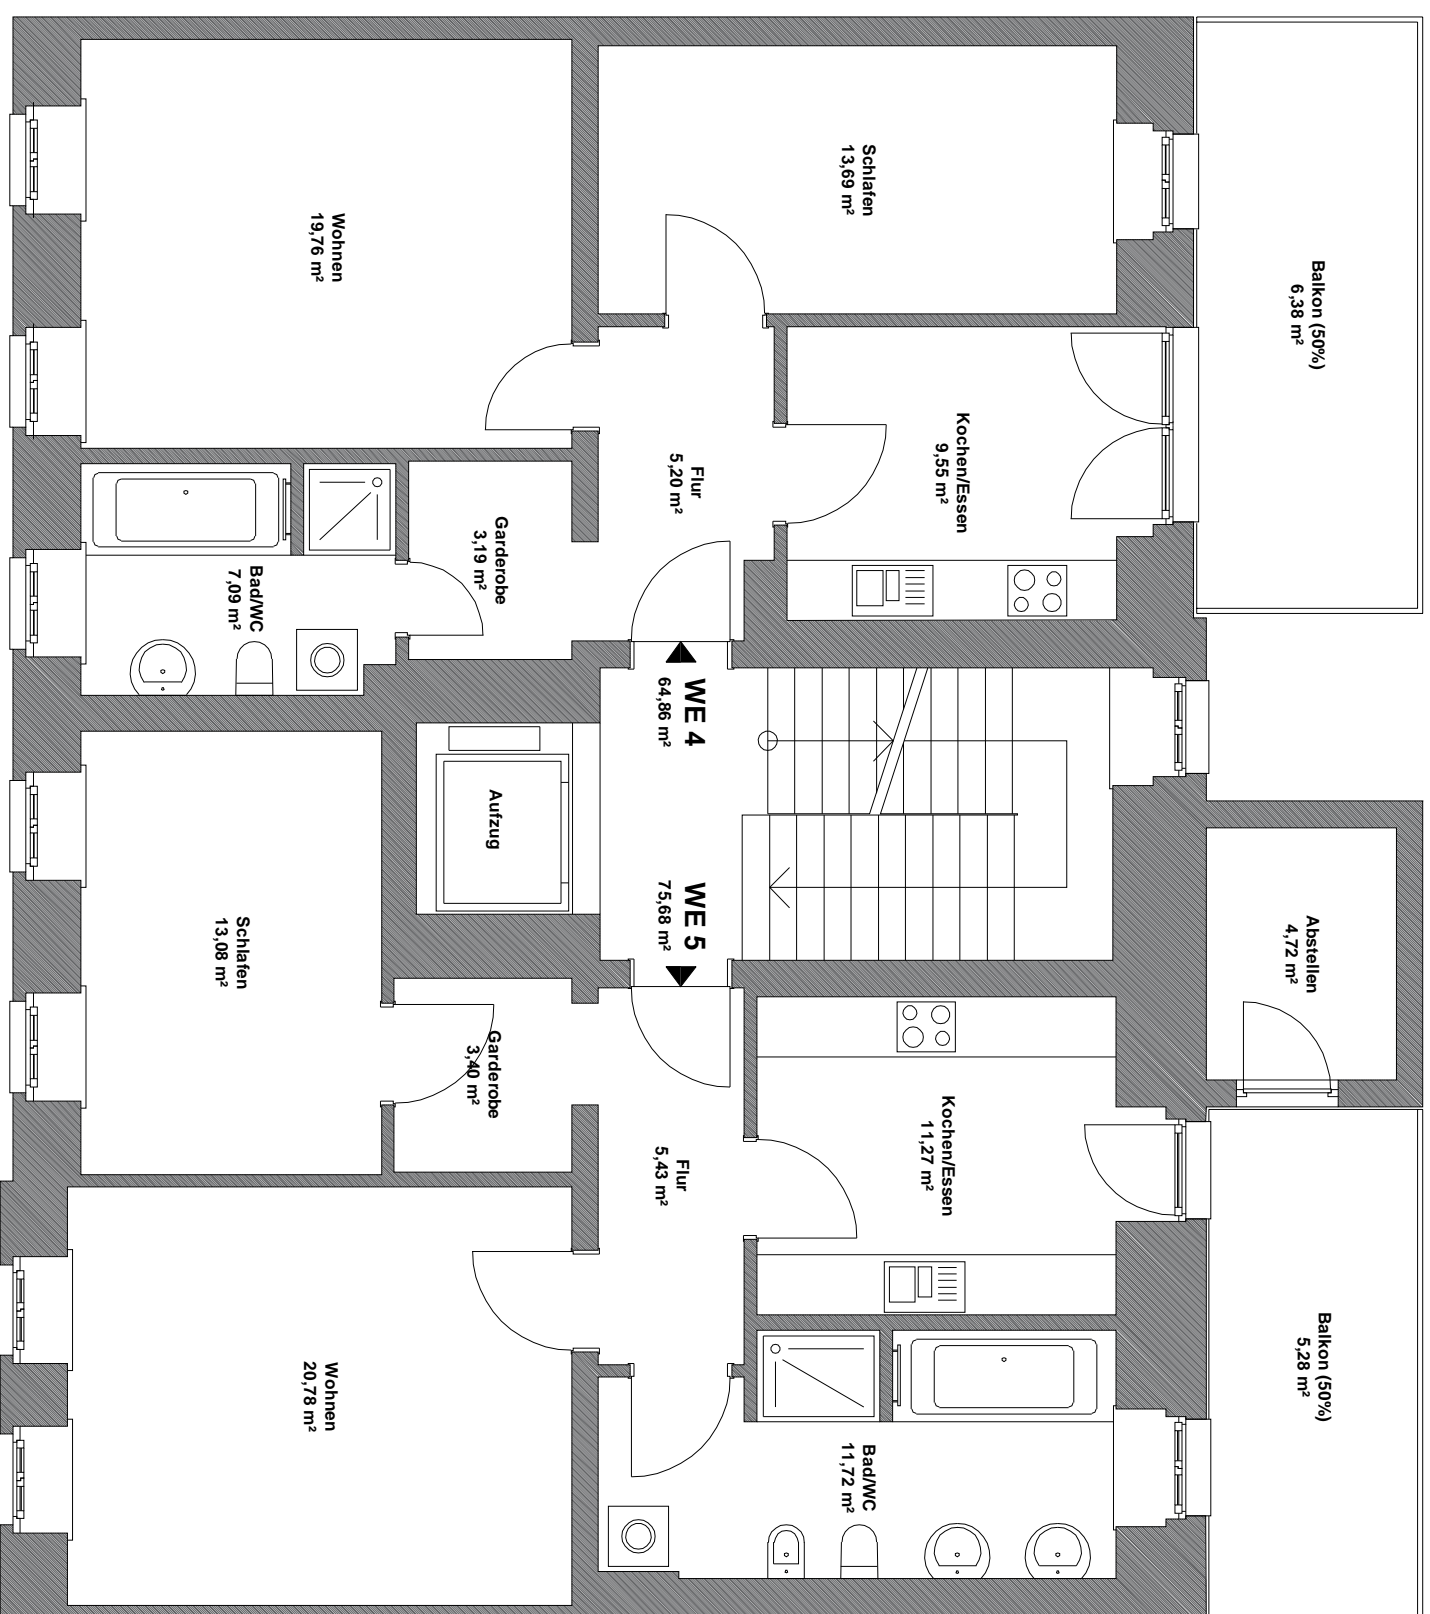 Balkon (50%)
6,38 m²
Schlafen
13,69 m²
Wohnen
19,76 m²
Kochen/Essen
9,55 m²
Flur
5,20 m²
Garderobe
3,19 m²
Bad/WC
7,09 m²
WE 4
64,86 m²
Aufzug
WE 5
75,68 m²
Abstellen
4,72 m²
Schlafen
13,08 m²
Garderobe
3,40 m²
Kochen/Essen
11,27 m²
Flur
5,43 m²
Balkon (50%)
5,28 m²
Wohnen
20,78 m²
Bad/WC
11,72 m²